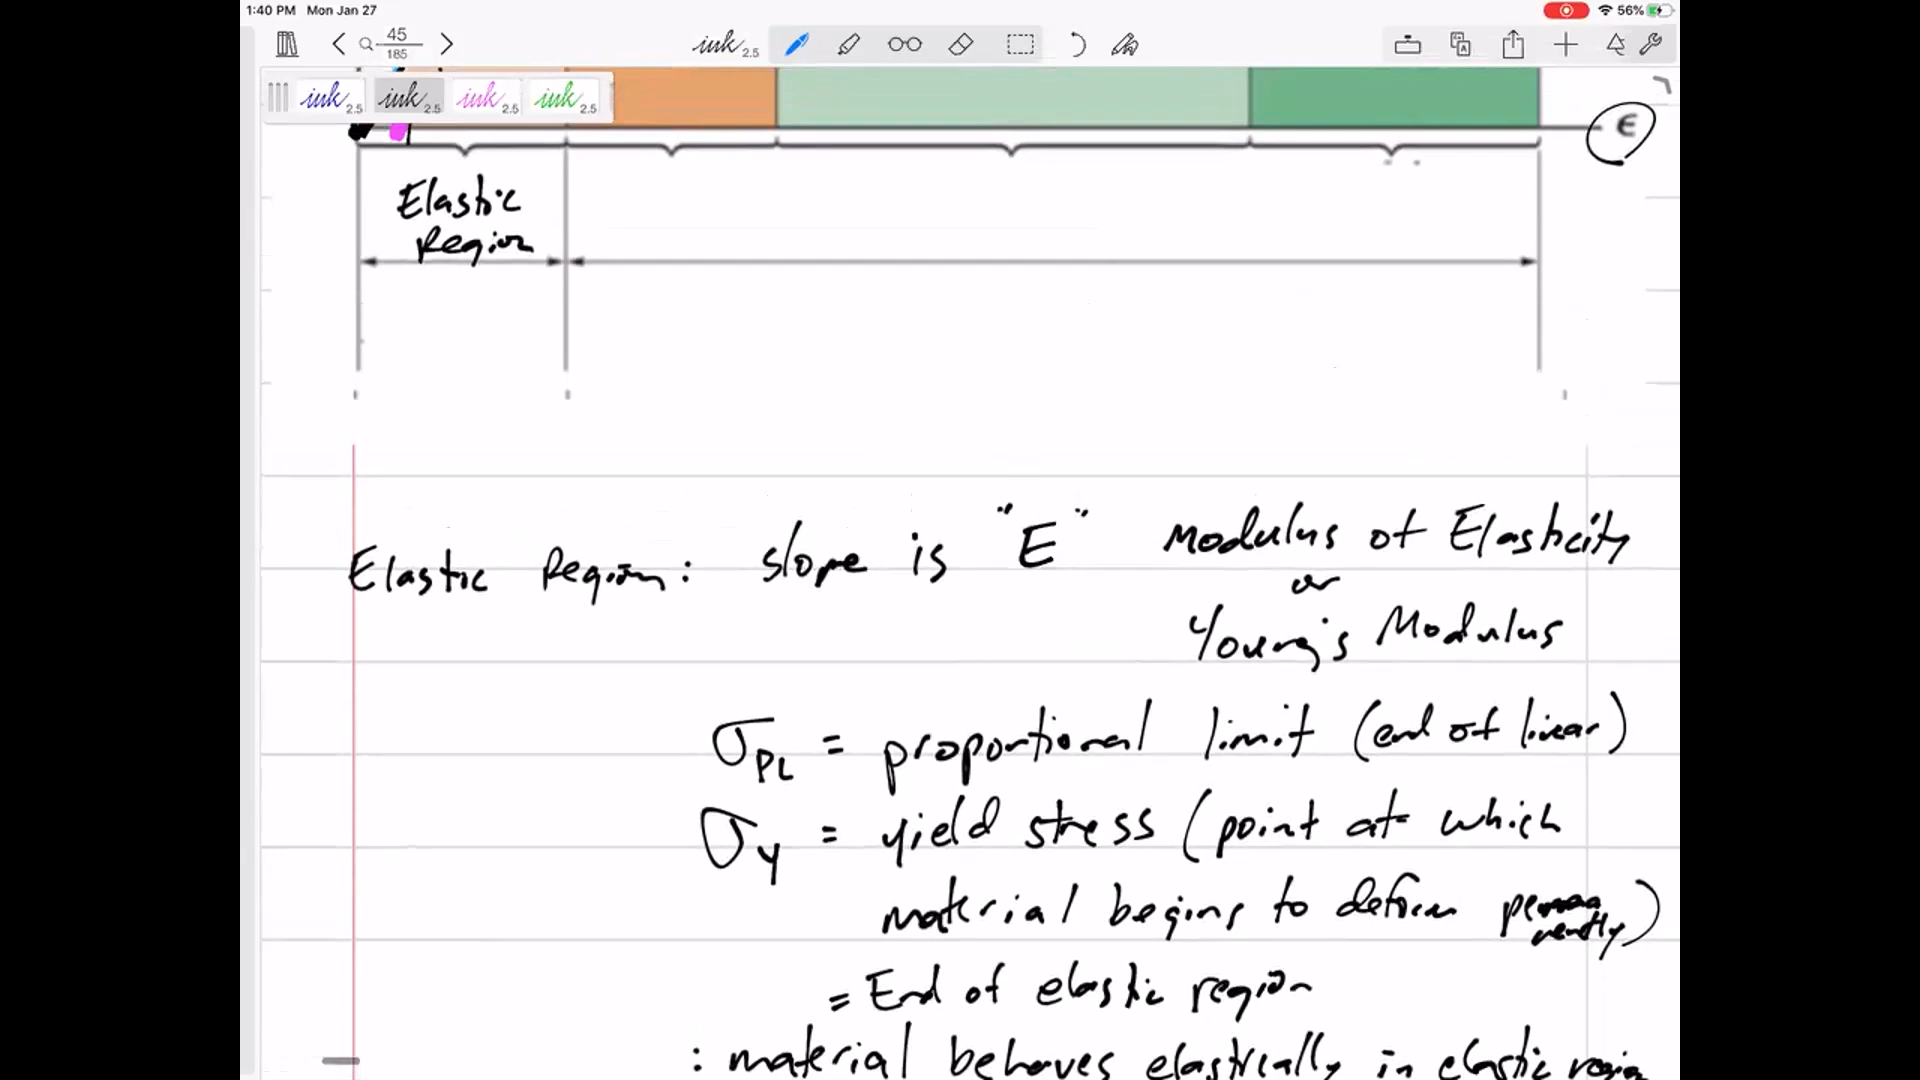 1:40 PM Mon Jan 27
56%
45
185
ink 2.5
ink 2.5
ink 2.5
ink 2.5
ink 2.5
ϵ
Elastic
Region
Elastic Region: slope is "E" Modulus of Elasticity
or
Young's Modulus
σPL = proportional limit (end of linear)
σY = yield stress (point at which
material begins to deform permanently)
= End of elastic region
: material behaves elastically in elastic region